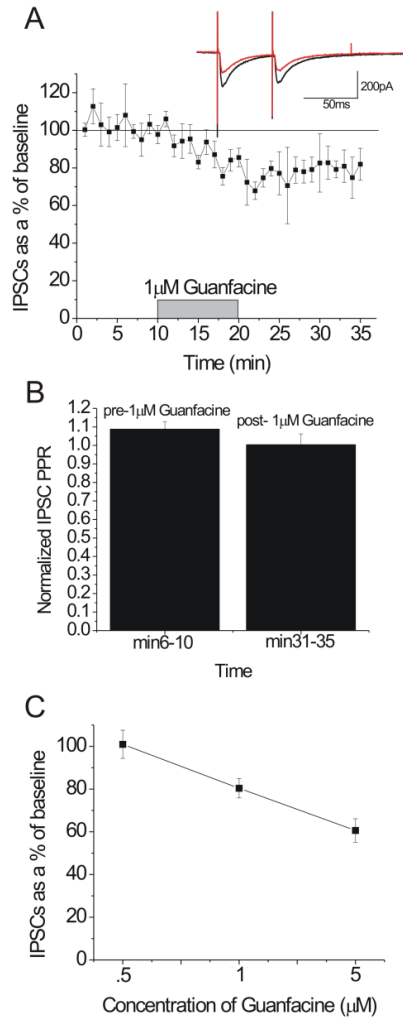 A
200pA
50ms
IPSCs as a % of baseline
120
100
80
60
40
20
0
1µM Guanfacine
0 5 10 15 20 25 30 35
Time (min)
B
Normalized IPSC PPR
1.2
1.1
1.0
0.9
0.8
0.7
0.6
0.5
0.4
0.3
0.2
0.1
0.0
pre-1µM Guanfacine
post- 1µM Guanfacine
min6-10 min31-35
Time
C
IPSCs as a % of baseline
100
80
60
40
20
0
.5 1 5
Concentration of Guanfacine (µM)